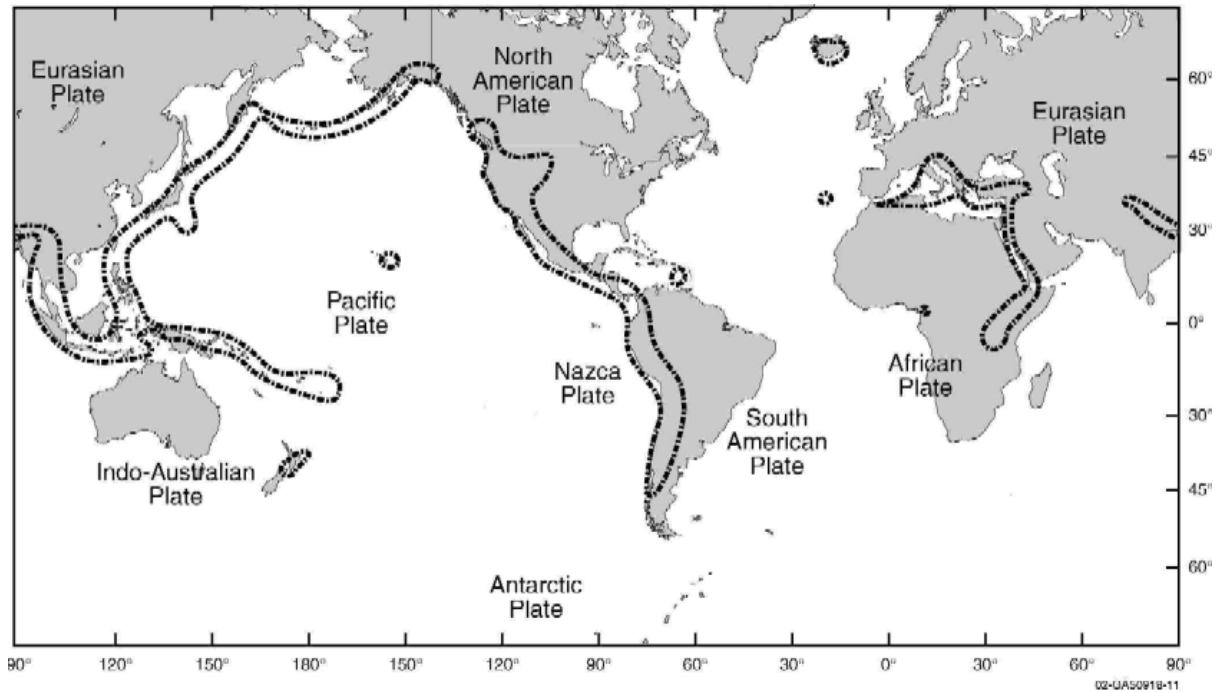 North
American
Plate
Eurasian
Plate
60°
Eurasian
Plate
45°
30°
Pacific
Plate
0°
Nazca
Plate
African
Plate
30°
South
American
Plate
Indo-Australian
Plate
45°
60°
Antarctic
Plate
90° 120° 150° 180° 150° 120° 90° 60° 30° 0° 30° 60° 90°
02-GA50918-11